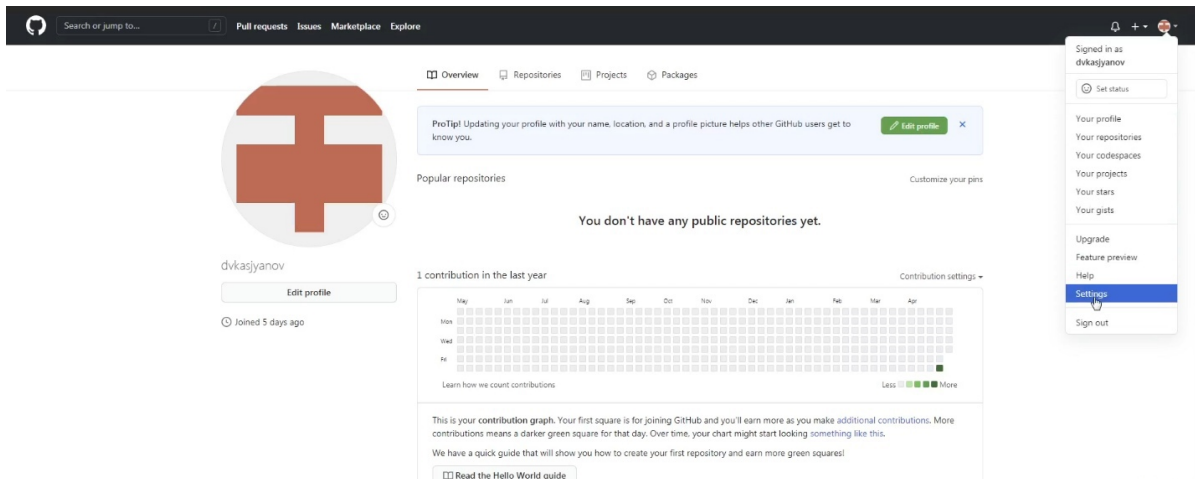 Search or jump to... /
Pull requests Issues Marketplace Explore
Signed in as
dvkasjyanov
Set status
Your profile
Your repositories
Your codespaces
Your projects
Your stars
Your gists
Upgrade
Feature preview
Help
Settings
Sign out
Overview Repositories Projects Packages
ProTip! Updating your profile with your name, location, and a profile picture helps other GitHub users get to
know you.
Edit profile
Popular repositories
Customize your pins
You don't have any public repositories yet.
dvkasjyanov
Edit profile
Joined 5 days ago
1 contribution in the last year
Contribution settings
May Jun Jul Aug Sep Oct Nov Dec Jan Feb Mar Apr
Mon
Wed
Fri
Learn how we count contributions
Less More
This is your contribution graph. Your first square is for joining GitHub and you'll earn more as you make additional contributions. More
contributions means a darker green square for that day. Over time, your chart might start looking something like this.
We have a quick guide that will show you how to create your first repository and earn more green squares!
Read the Hello World guide